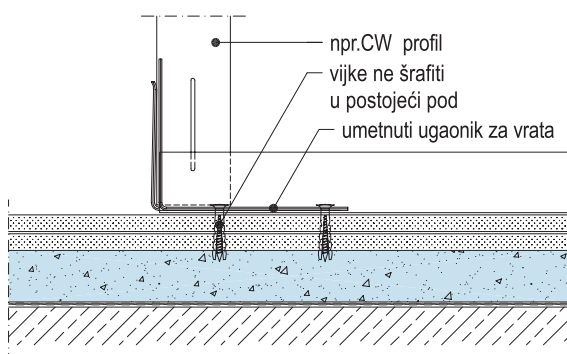 npr.CW profil
vijke ne šrafiti
u postojeći pod
umetnuti ugaonik za vrata